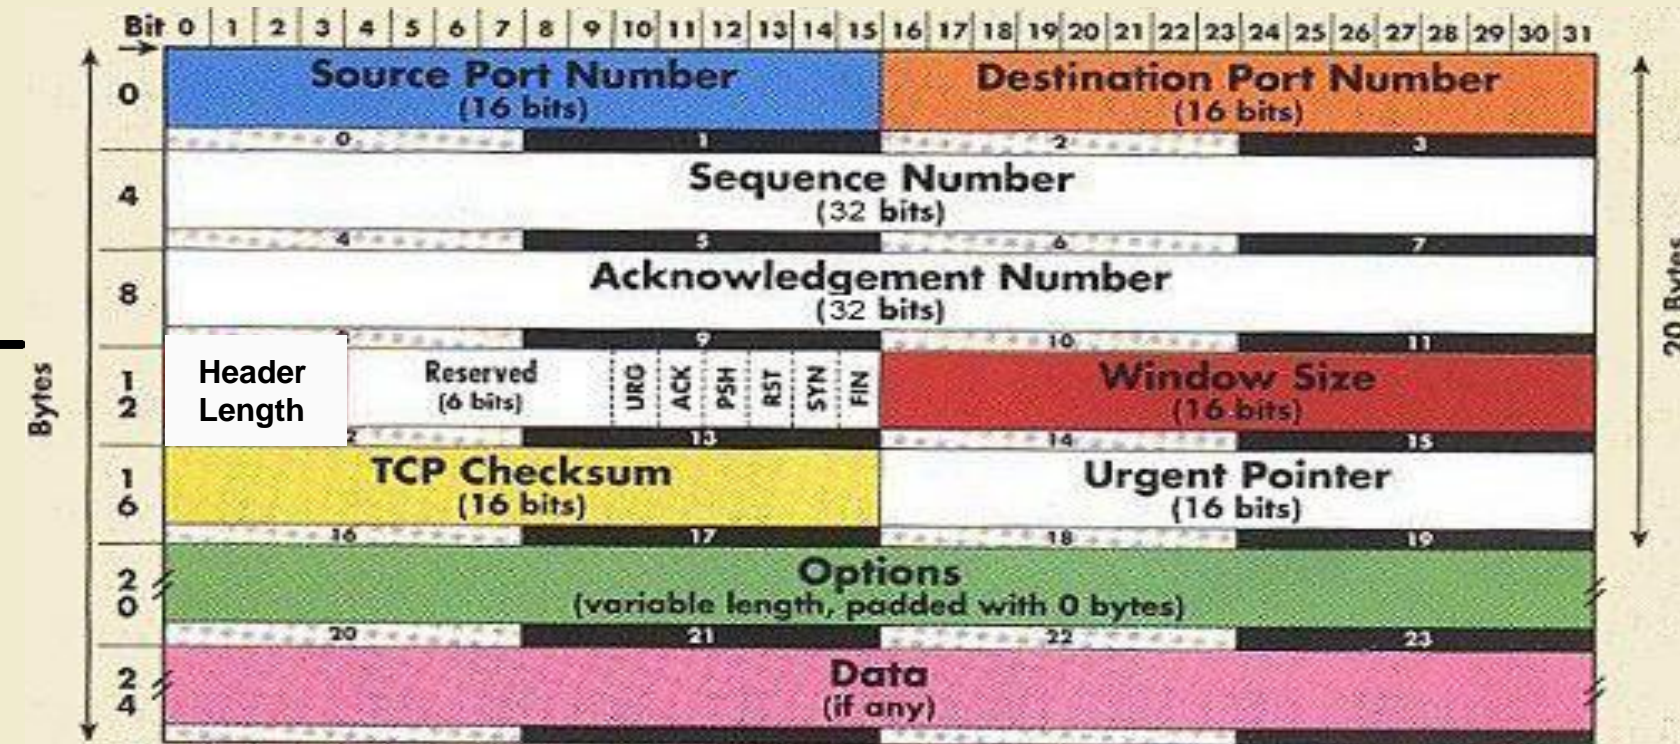 Bit 0 1 2 3 4 5 6 7 8 9 10 11 12 13 14 15 16 17 18 19 20 21 22 23 24 25 26 27 28 29 30 31
0 Source Port Number Destination Port Number
(16 bits) (16 bits)
0 1 2 3
4 Sequence Number
(32 bits)
4 5 6 7
8 Acknowledgement Number
(32 bits)
9 10 11
12 Header Reserved URG ACK PSH RST SYN FIN Window Size
Length (6 bits) (16 bits)
2 13 14 15
16 TCP Checksum Urgent Pointer
(16 bits) (16 bits)
16 17 18 19
20 Options
(variable length, padded with 0 bytes)
20 21 22 23
24 Data
(if any)
Bytes
20 Bytes